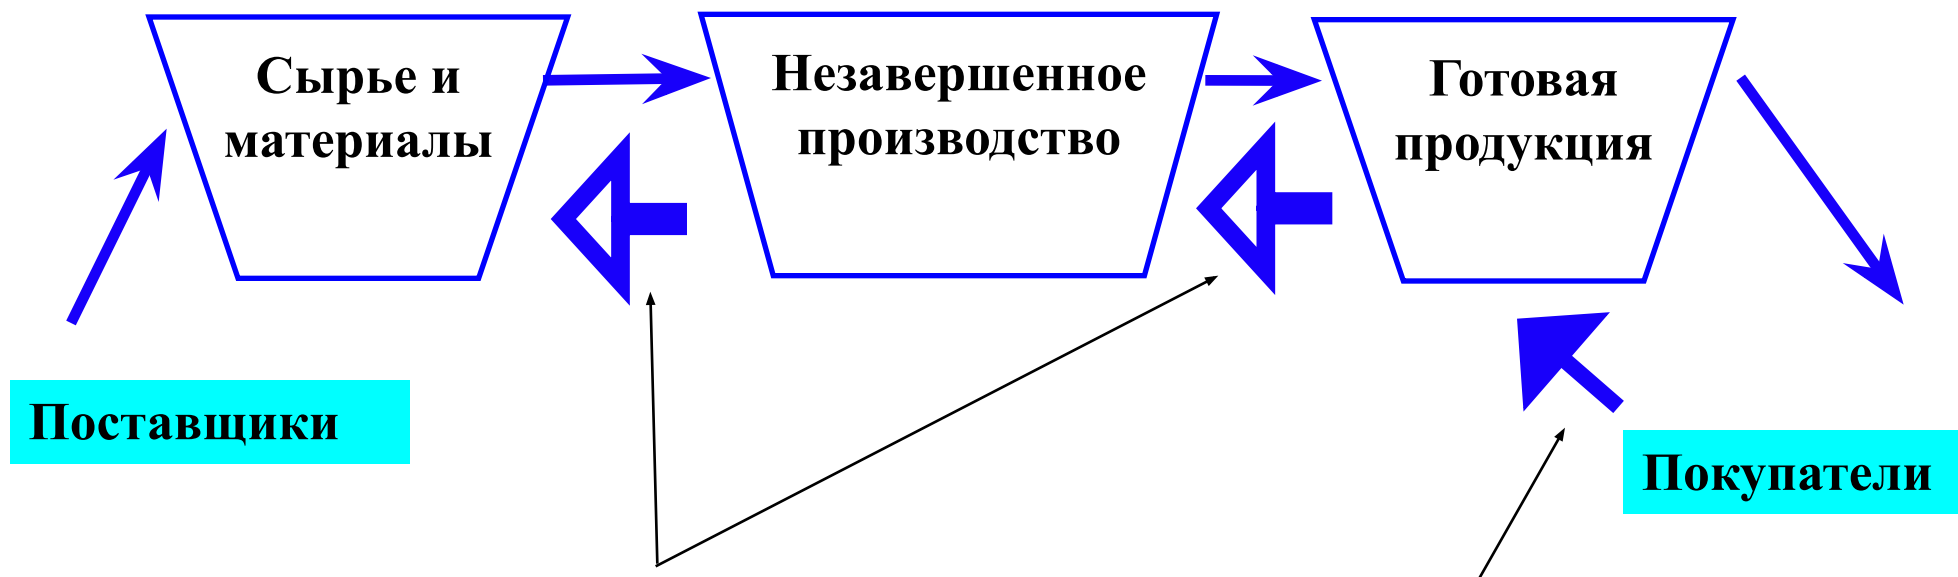 Сырье и
материалы
Незавершенное
производство
Готовая
продукция
Поставщики
Покупатели